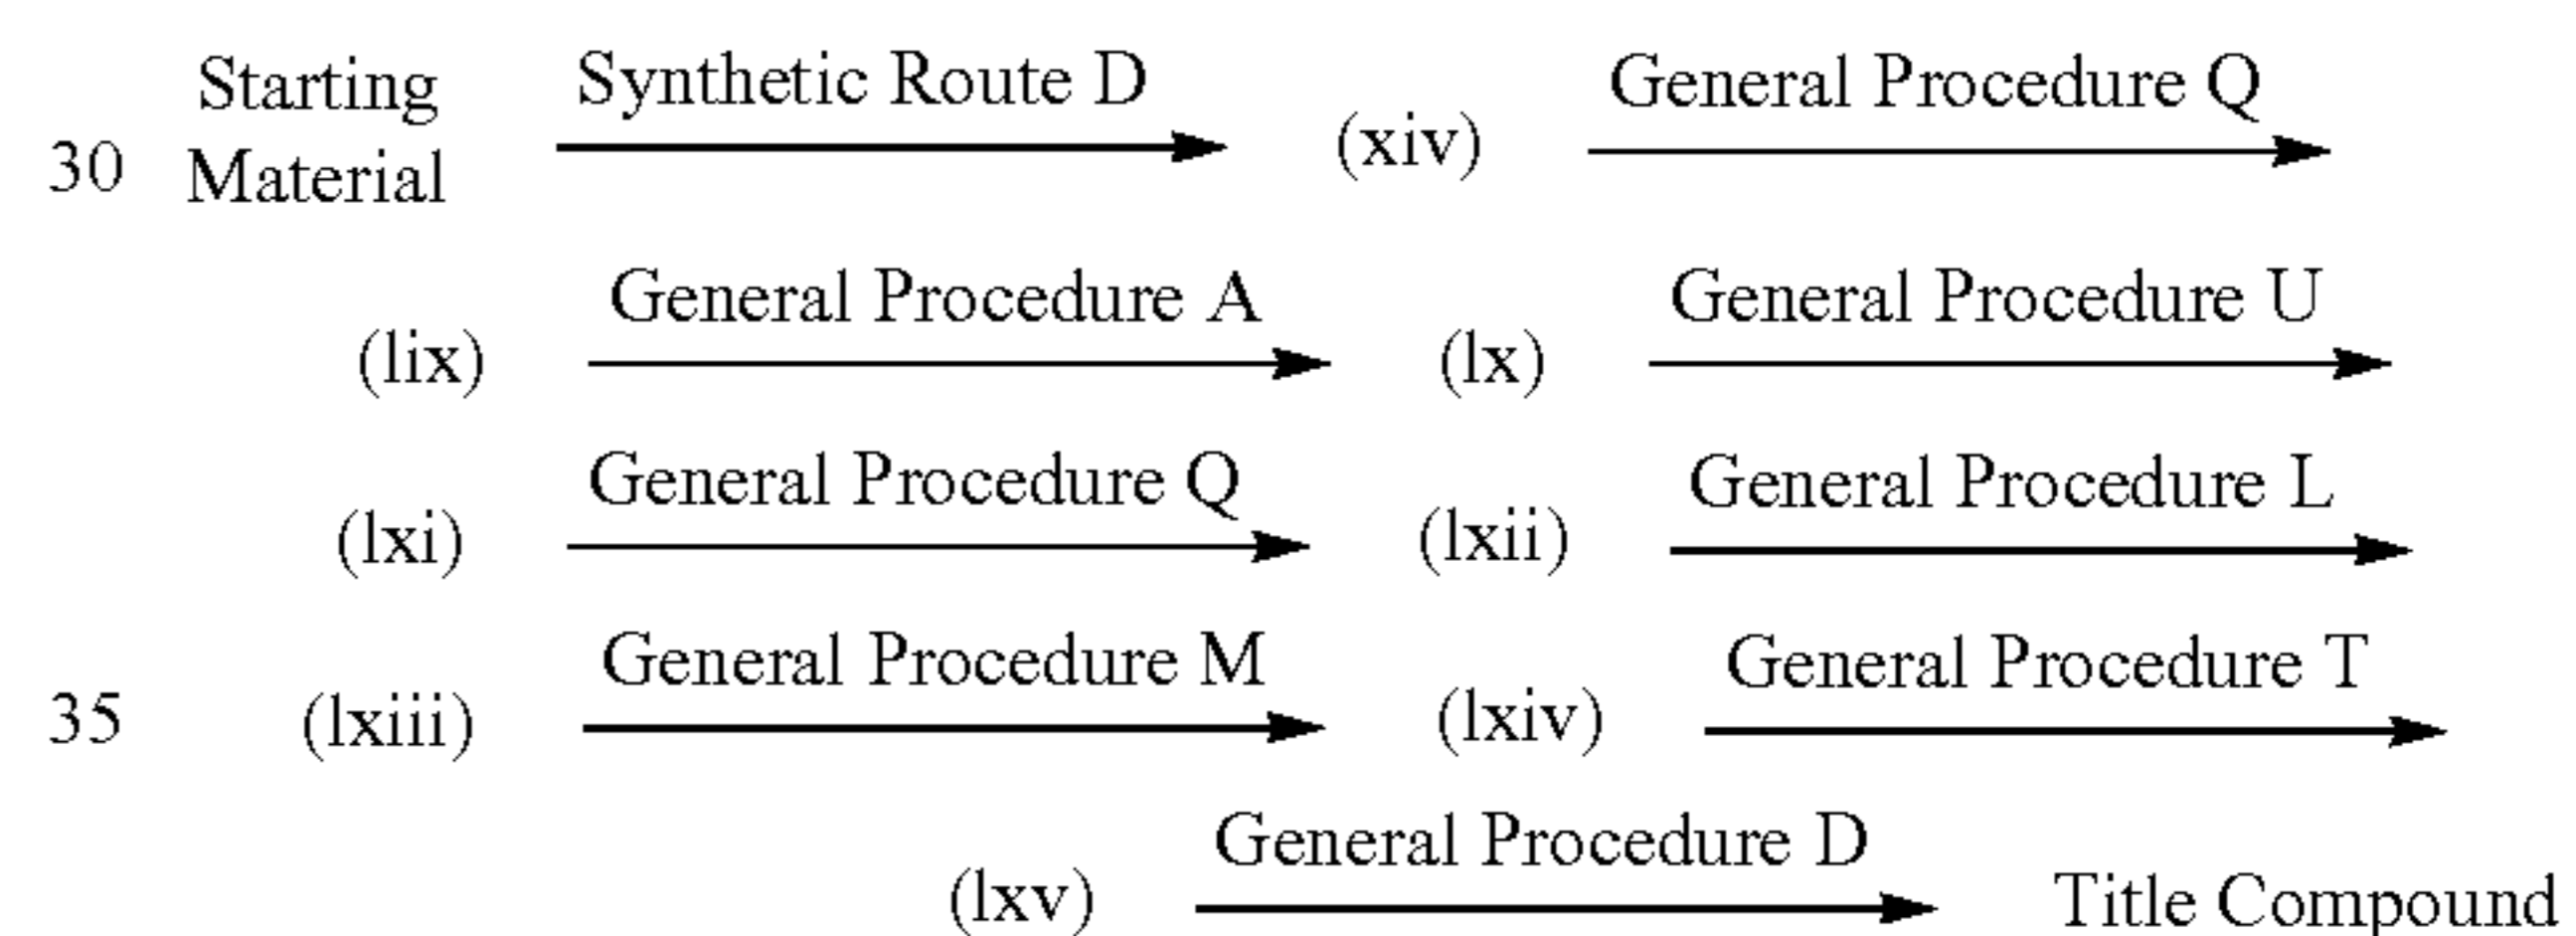 Starting Synthetic Route D General Procedure Q
30 Material (xiv)
General Procedure A General Procedure U
(lix) (lx)
General Procedure Q General Procedure L
(lxi) (lxii)
General Procedure M General Procedure T
35 (lxiii) (lxiv)
General Procedure D
(lxv) Title Compound